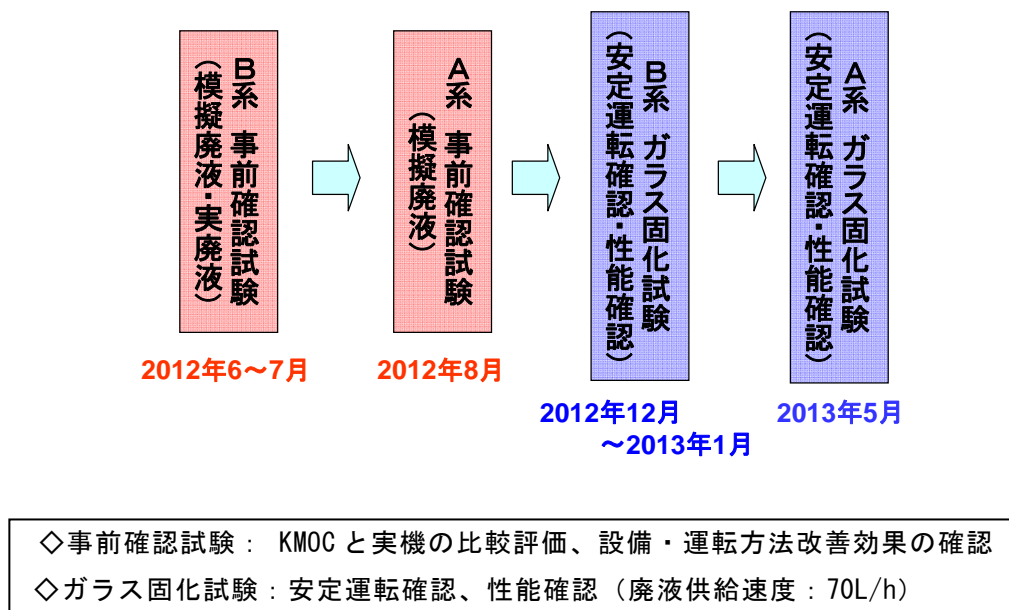 B系 事前確認試験
（模擬廃液・実廃液）
A系 事前確認試験
（模擬廃液）
B系 ガラス固化試験
（安定運転確認・性能確認）
A系 ガラス固化試験
（安定運転確認・性能確認）
2012年6～7月
2012年8月
2012年12月
～2013年1月
2013年5月
◇事前確認試験： KMOCと実機の比較評価、設備・運転方法改善効果の確認
◇ガラス固化試験：安定運転確認、性能確認（廃液供給速度：70L/h）